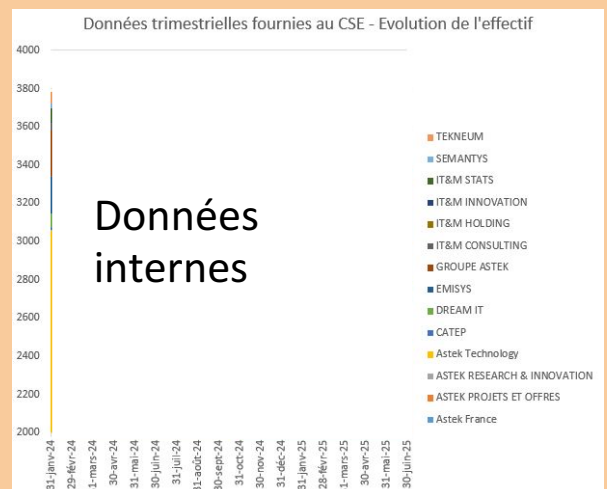 Données trimestrielles fournies au CSE - Evolution de l'effectif
4000
3800
3600
3400
3200
3000
2800
2600
2400
2200
2000
Données
internes
TEKNEUM
SEMANTYS
IT&M STATS
IT&M INNOVATION
IT&M HOLDING
IT&M CONSULTING
GROUPE ASTEK
EMISYS
DREAM IT
CATEP
Astek Technology
ASTEK RESEARCH & INNOVATION
ASTEK PROJETS ET OFFRES
Astek France
31-janv-24
29-févr-24
31-mars-24
30-avr-24
31-mai-24
30-juin-24
31-juil-24
31-août-24
30-sept-24
31-oct-24
30-nov-24
31-déc-24
31-janv-25
28-févr-25
31-mars-25
30-avr-25
31-mai-25
30-juin-25